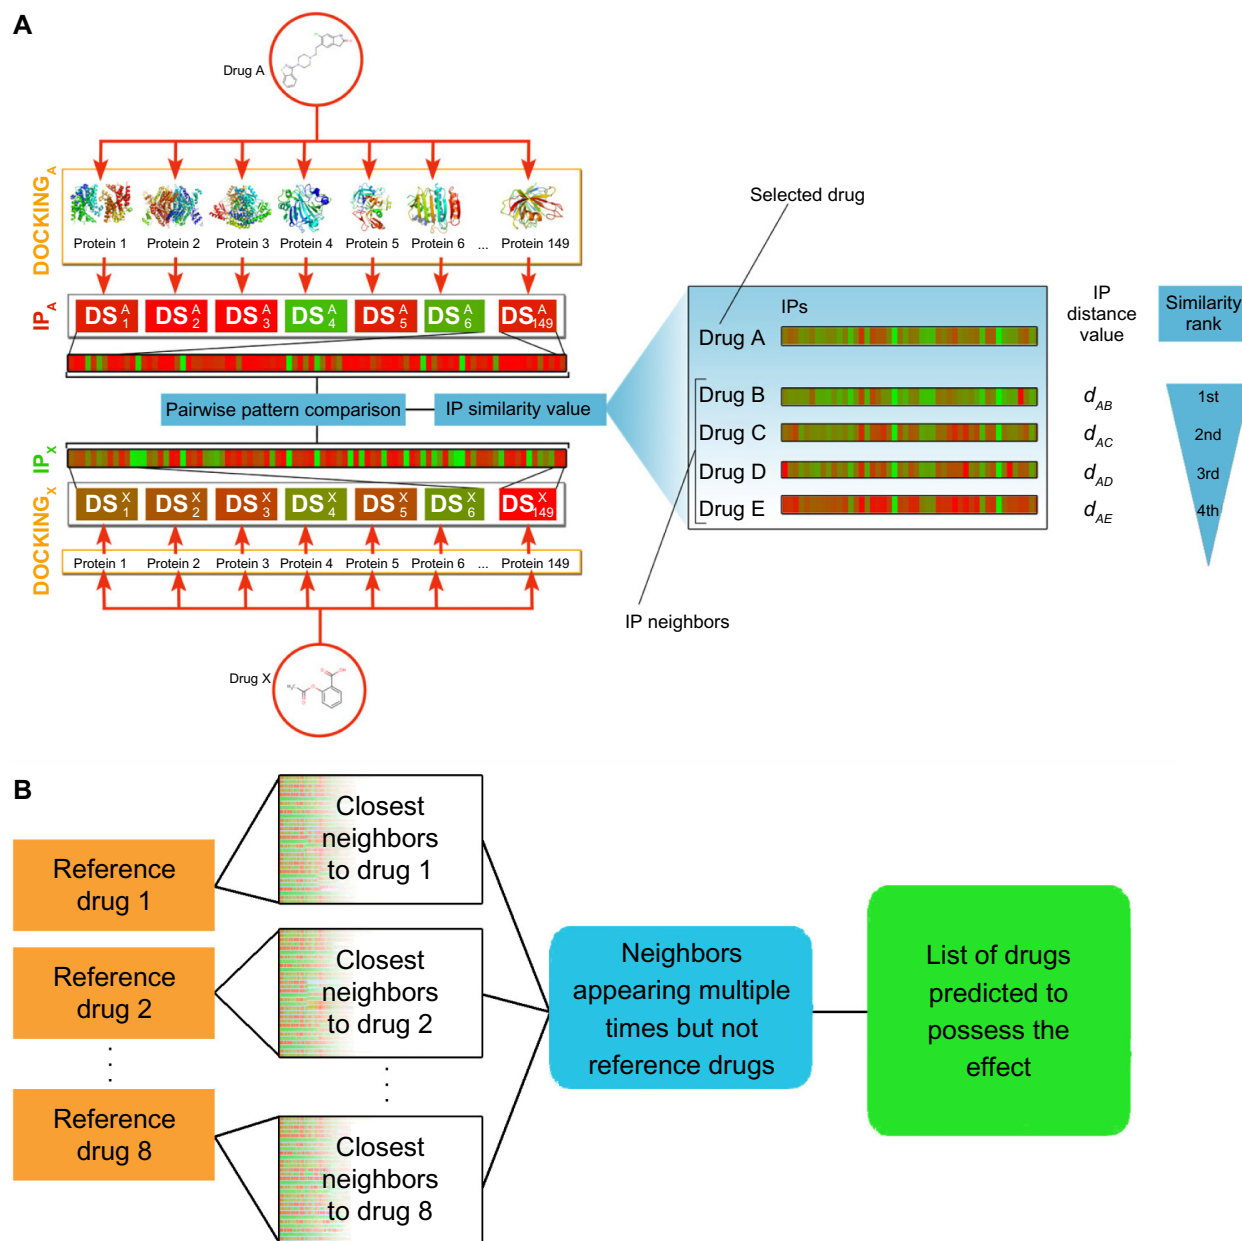 A
Drug A
DOCKING A
Protein 1 Protein 2 Protein 3 Protein 4 Protein 5 Protein 6 ... Protein 149
IP A
DS A 1 DS A 2 DS A 3 DS A 4 DS A 5 DS A 6 DS A 149
Pairwise pattern comparison
IP similarity value
IP X
DOCKING X
DS X 1 DS X 2 DS X 3 DS X 4 DS X 5 DS X 6 DS X 149
Protein 1 Protein 2 Protein 3 Protein 4 Protein 5 Protein 6 ... Protein 149
Drug X
Selected drug
IPs
IP
distance
value
Similarity
rank
Drug A
Drug B d AB 1st
Drug C d AC 2nd
Drug D d AD 3rd
Drug E d AE 4th
IP neighbors
B
Reference
drug 1
Reference
drug 2
Reference
drug 8
Closest
neighbors
to drug 1
Closest
neighbors
to drug 2
Closest
neighbors
to drug 8
Neighbors
appearing multiple
times but not
reference drugs
List of drugs
predicted to
possess the
effect